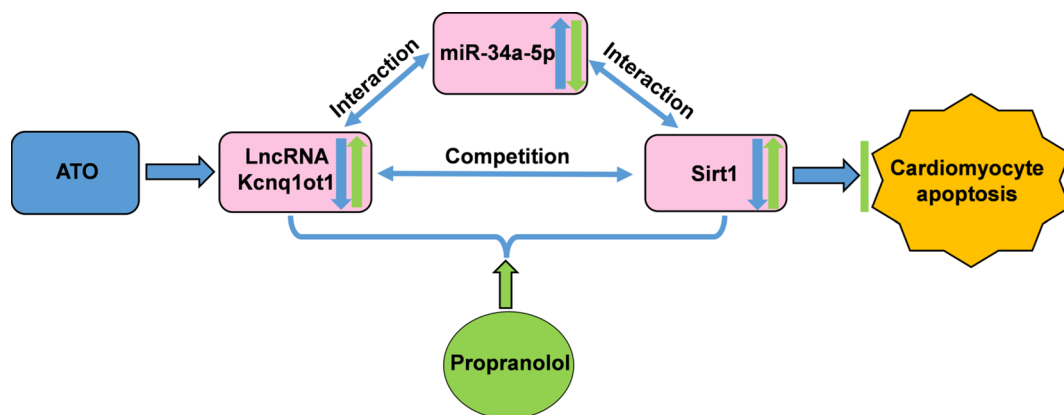 miR-34a-5p
Interaction
Interaction
ATO
LncRNA
Kcnq1ot1
Competition
Sirt1
Cardiomyocyte
apoptosis
Propranolol